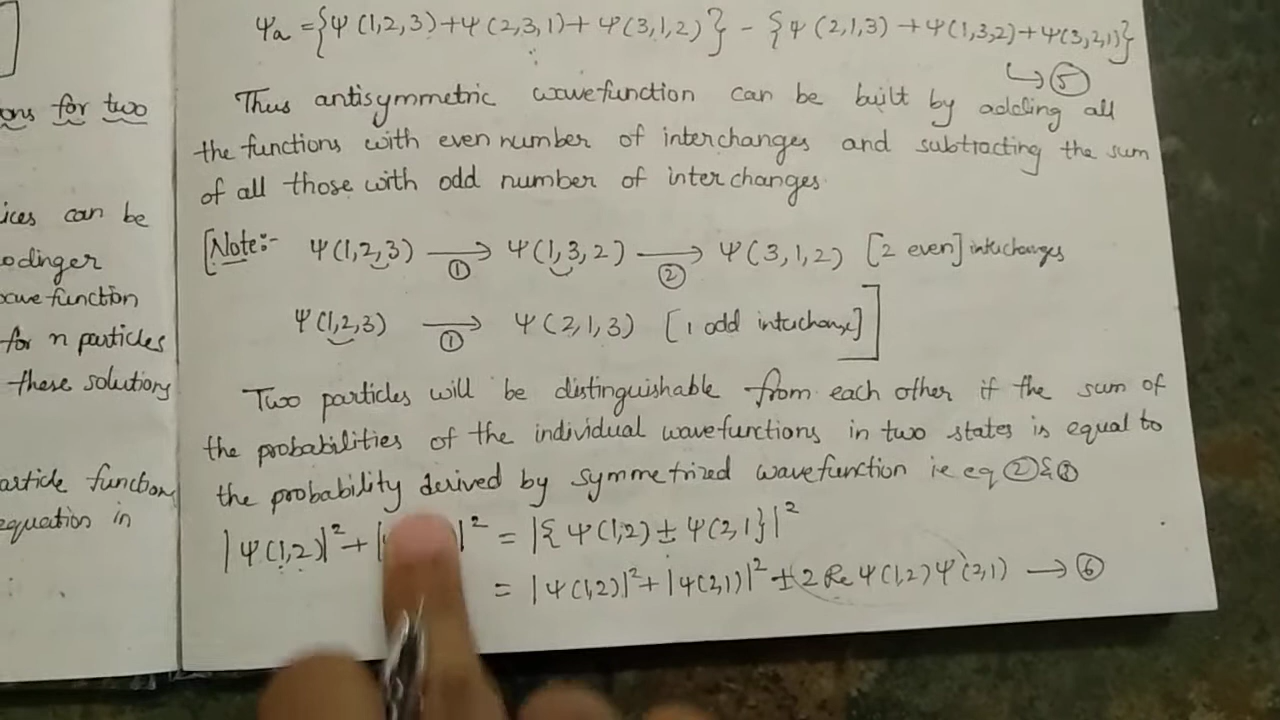 Ψa = {Ψ(1,2,3)+Ψ(2,3,1)+Ψ(3,1,2)} - {Ψ(2,1,3)+Ψ(1,3,2)+Ψ(3,2,1)}
↳ ⑤
Thus antisymmetric wavefunction can be built by adding all
the functions with even number of interchanges and subtracting the sum
of all those with odd number of interchanges.
[Note:- Ψ(1,2,3) ⟶ Ψ(1,3,2) ⟶ Ψ(3,1,2) [2 even] interchanges
① ②
Ψ(1,2,3) ⟶ Ψ(2,1,3) [1 odd interchange]]
①
Two particles will be distinguishable from each other if the sum of
the probabilities of the individual wavefunctions in two states is equal to
the probability derived by symmetrized wavefunction ie eq ②&③
|Ψ(1,2)|²+| |² = |{Ψ(1,2) ± Ψ(2,1)}|²
= |Ψ(1,2)|²+|Ψ(2,1)|² ± 2 Re Ψ(1,2)Ψ(2,1) ⟶ ⑥
ons for two
ices can be
odinger
for n particles
these solutions
article function
equation in